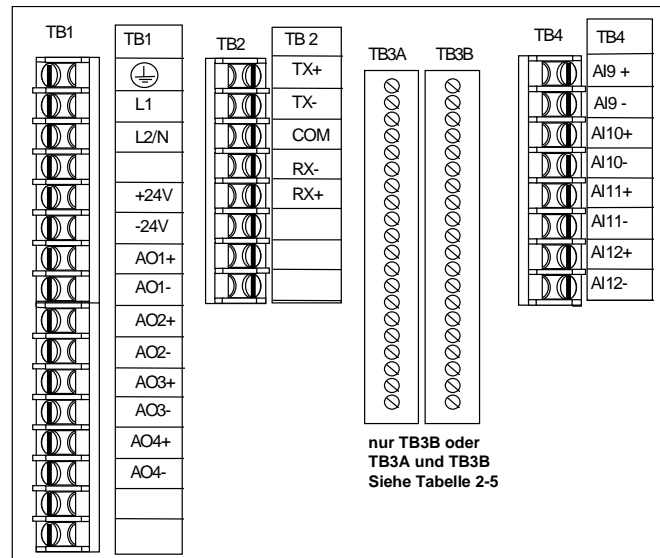 TB1
TB1
L1
L2/N
+24V
-24V
AO1+
AO1-
AO2+
AO2-
AO3+
AO3-
AO4+
AO4-
TB2
TB 2
TX+
TX-
COM
RX-
RX+
TB3A
TB3B
nur TB3B oder
TB3A und TB3B
Siehe Tabelle 2-5
TB4
TB4
AI9 +
AI9 -
AI10+
AI10-
AI11+
AI11-
AI12+
AI12-